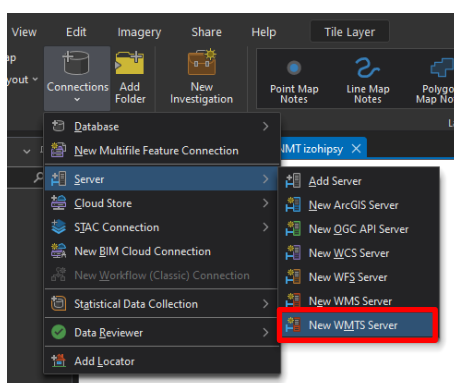 View Edit Imagery Share Help Tile Layer
ap
yout
Connections
Add Folder
New Investigation
Point Map Notes
Line Map Notes
Polygo
Map No
La
NMT izohipsy
Database
New Multifile Feature Connection
Server
Cloud Store
STAC Connection
New BIM Cloud Connection
New Workflow (Classic) Connection
Statistical Data Collection
Data Reviewer
Add Locator
Add Server
New ArcGIS Server
New OGC API Server
New WCS Server
New WFS Server
New WMS Server
New WMTS Server